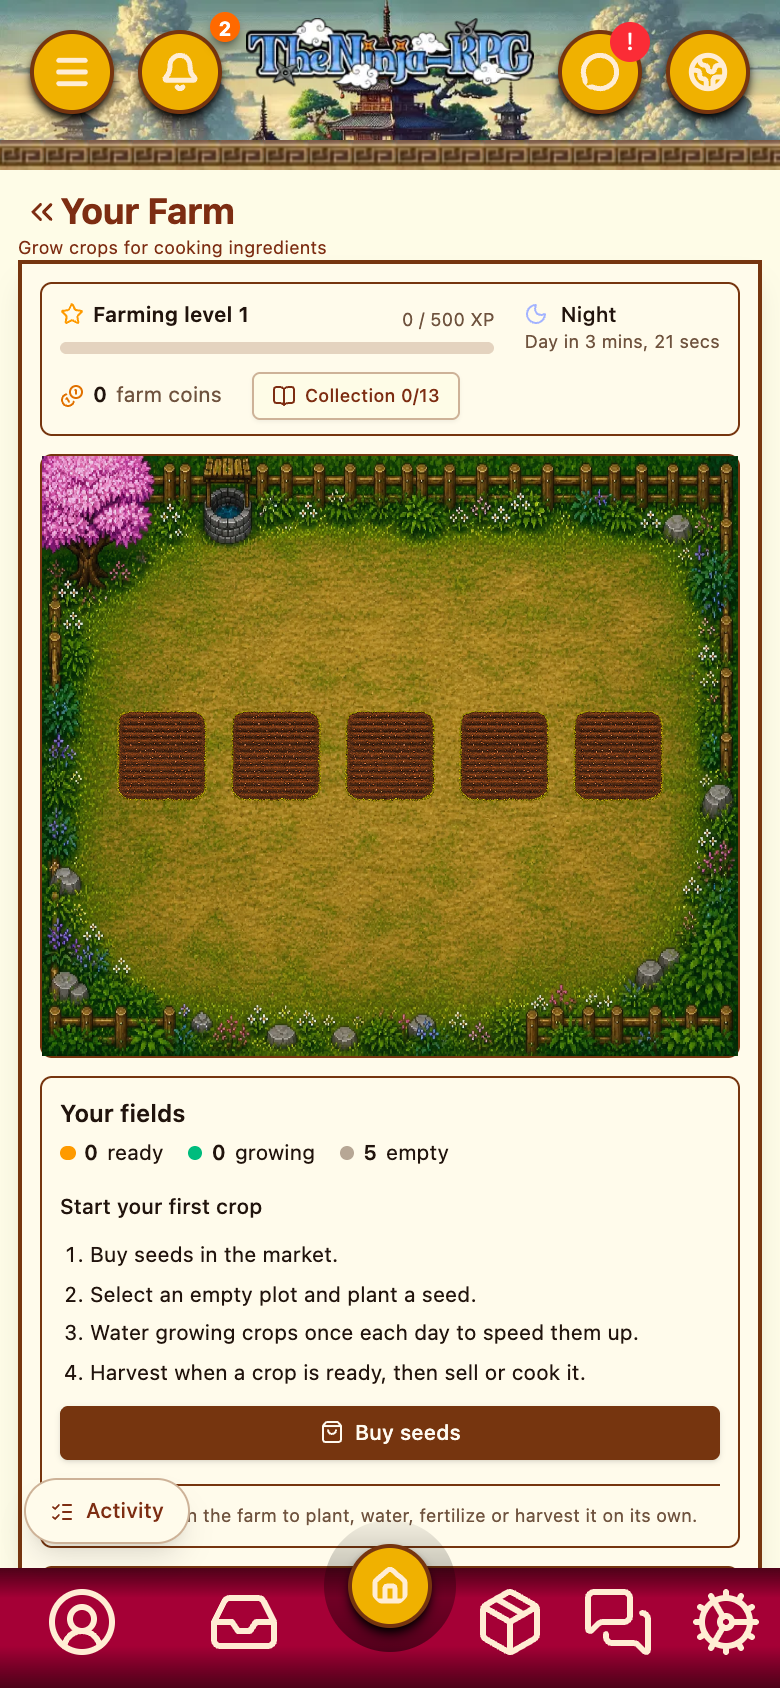 2
TheNinja-RPG
!
Your Farm
Grow crops for cooking ingredients
Farming level 1
0 / 500 XP
Night
Day in 3 mins, 21 secs
0 farm coins
Collection 0/13
Your fields
0 ready
0 growing
5 empty
Start your first crop
1. Buy seeds in the market.
2. Select an empty plot and plant a seed.
3. Water growing crops once each day to speed them up.
4. Harvest when a crop is ready, then sell or cook it.
Buy seeds
Activity
the farm to plant, water, fertilize or harvest it on its own.